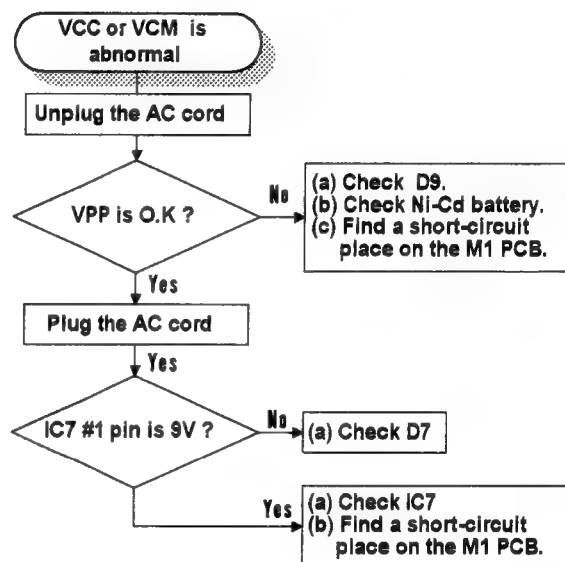 VCC or VCM is
abnormal
Unplug the AC cord
VPP is O.K ?
No
(a) Check D9.
(b) Check Ni-Cd battery.
(c) Find a short-circuit
place on the M1 PCB.
Yes
Plug the AC cord
Yes
IC7 #1 pin is 9V ?
No
(a) Check D7
Yes
(a) Check IC7
(b) Find a short-circuit
place on the M1 PCB.